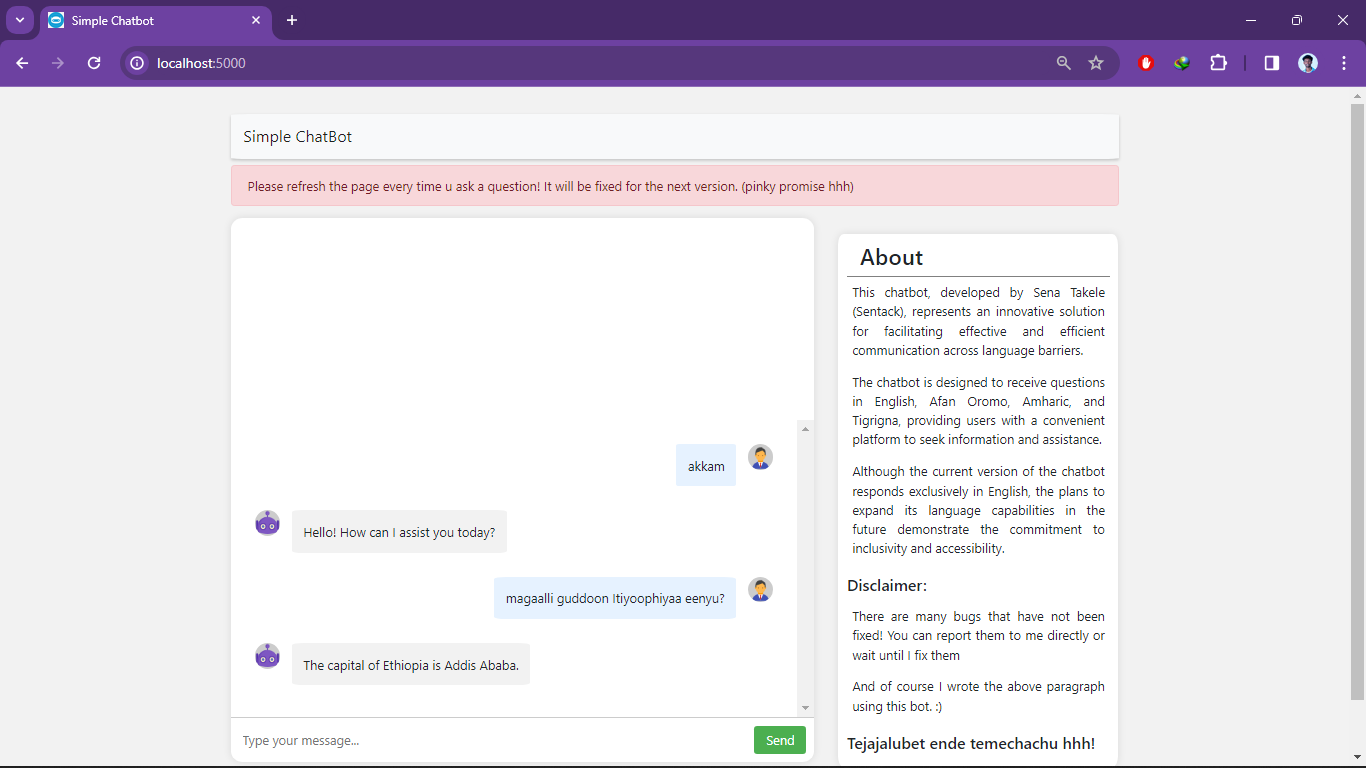 Simple Chatbot
localhost:5000
Simple ChatBot
Please refresh the page every time u ask a question! It will be fixed for the next version. (pinky promise hhh)
akkam
Hello! How can I assist you today?
magaalli guddoon Itiyoophiyaa eenyu?
The capital of Ethiopia is Addis Ababa.
Type your message...
Send
About
This chatbot, developed by Sena Takele
(Sentack), represents an innovative solution
for facilitating effective and efficient
communication across language barriers.
The chatbot is designed to receive questions
in English, Afan Oromo, Amharic, and
Tigrigna, providing users with a convenient
platform to seek information and assistance.
Although the current version of the chatbot
responds exclusively in English, the plans to
expand its language capabilities in the
future demonstrate the commitment to
inclusivity and accessibility.
Disclaimer:
There are many bugs that have not been
fixed! You can report them to me directly or
wait until I fix them
And of course I wrote the above paragraph
using this bot. :)
Tejajalubet ende temechachu hhh!